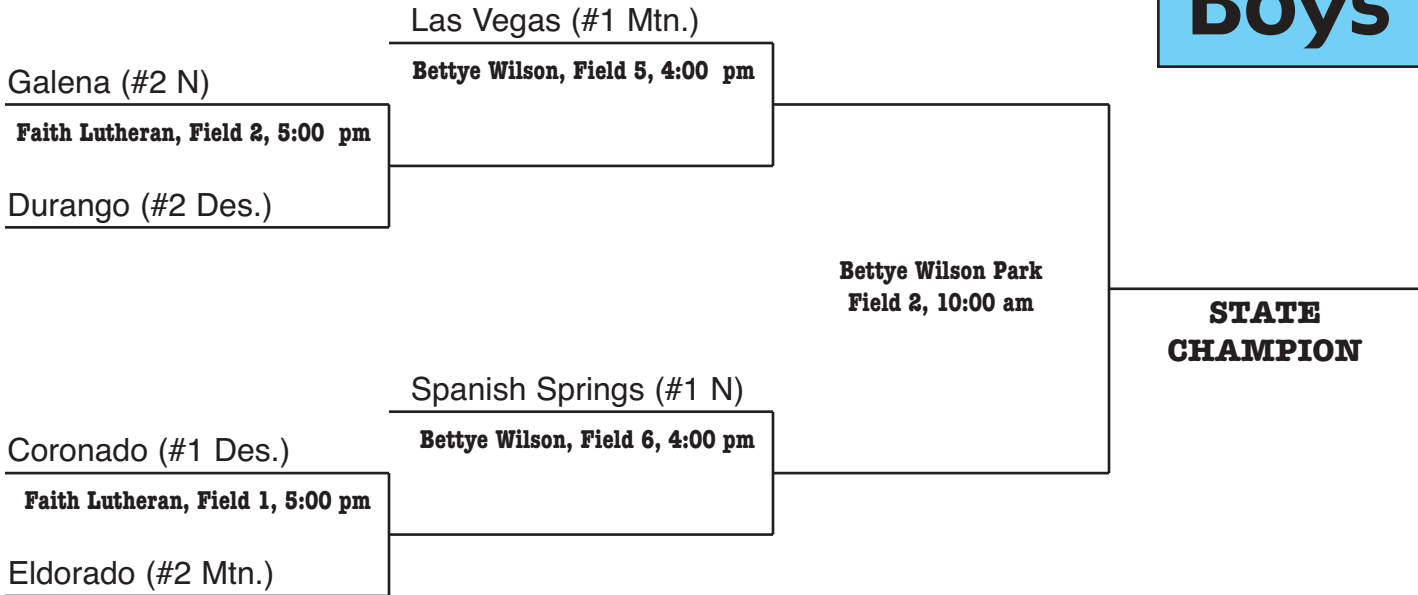 Boys
Las Vegas (#1 Mtn.)
Bettye Wilson, Field 5, 4:00 pm
Galena (#2 N)
Faith Lutheran, Field 2, 5:00 pm
Durango (#2 Des.)
Bettye Wilson Park
Field 2, 10:00 am
STATE
CHAMPION
Spanish Springs (#1 N)
Bettye Wilson, Field 6, 4:00 pm
Coronado (#1 Des.)
Faith Lutheran, Field 1, 5:00 pm
Eldorado (#2 Mtn.)